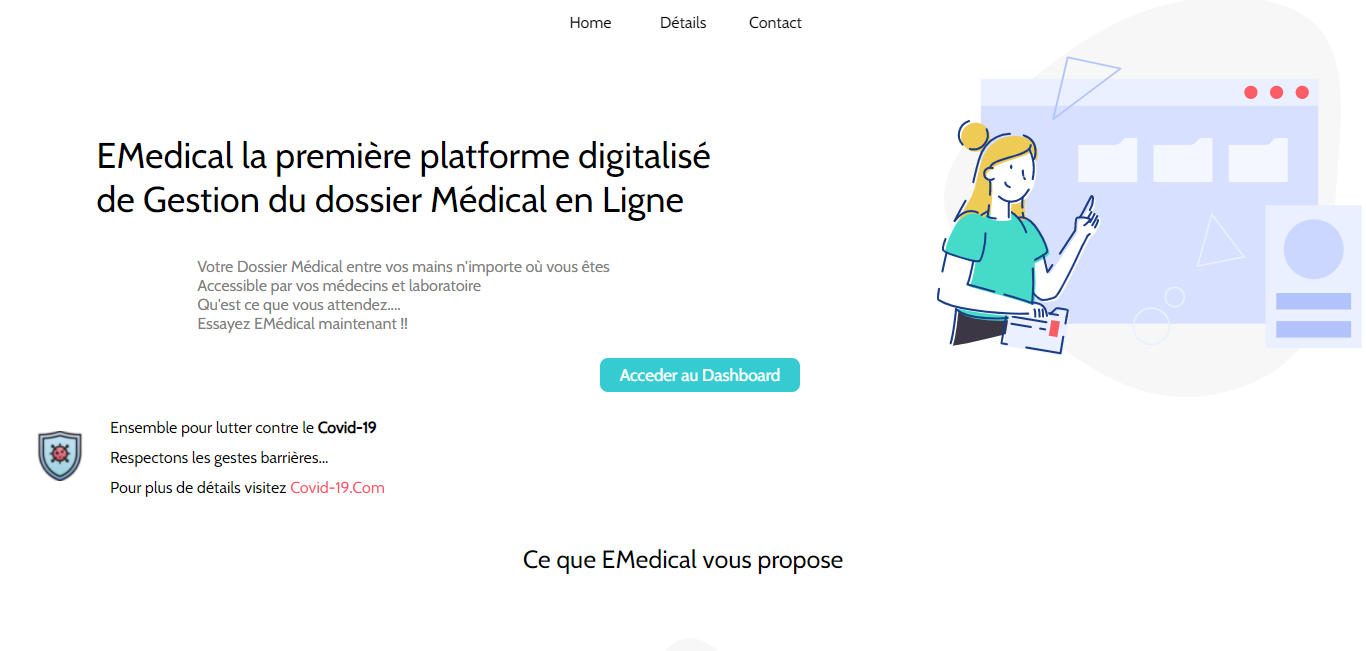 Home Détails Contact
EMedical la première platforme digitalisé
de Gestion du dossier Médical en Ligne
Votre Dossier Médical entre vos mains n'importe où vous êtes
Accessible par vos médecins et laboratoire
Qu'est ce que vous attendez....
Essayez EMédical maintenant !!
Acceder au Dashboard
Ensemble pour lutter contre le Covid-19
Respectons les gestes barrières...
Pour plus de détails visitez Covid-19.Com
Ce que EMedical vous propose